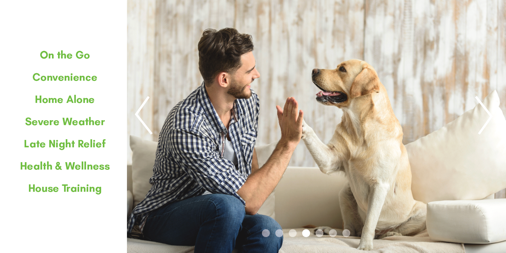 On the Go
Convenience
Home Alone
Severe Weather
Late Night Relief
Health & Wellness
House Training